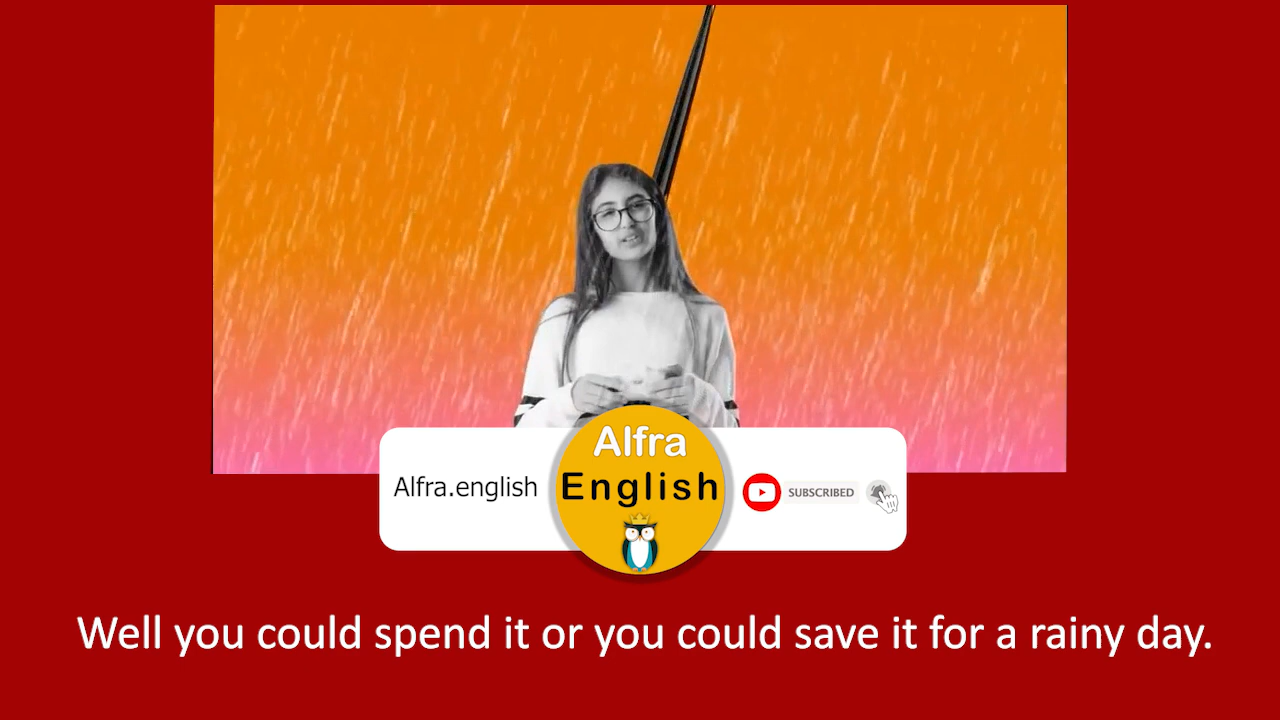 Alfra
English
Alfra.english
SUBSCRIBED
Well you could spend it or you could save it for a rainy day.